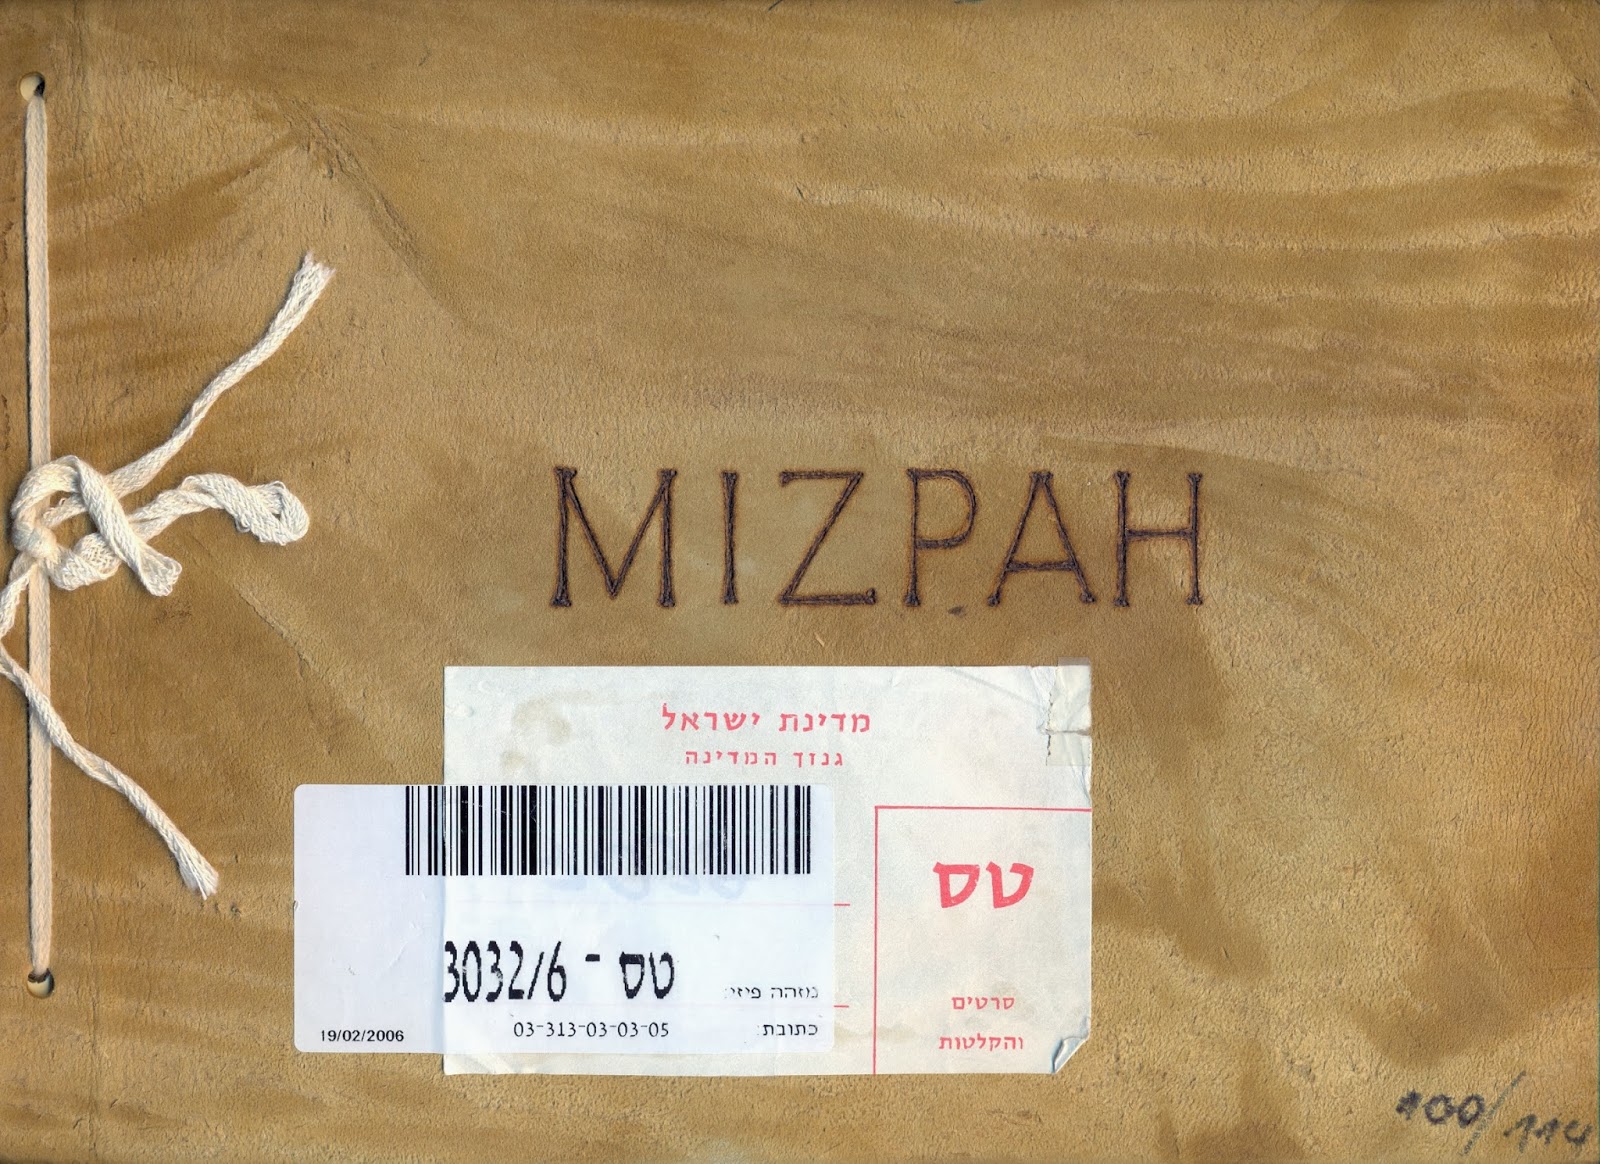 MIZPAH
מדינת ישראל
גנזך המדינה
טס
סרטים
והקלטות
מזהה פיזי: טס - 3032/6
כתובת: 03-313-03-03-05
19/02/2006
100/114